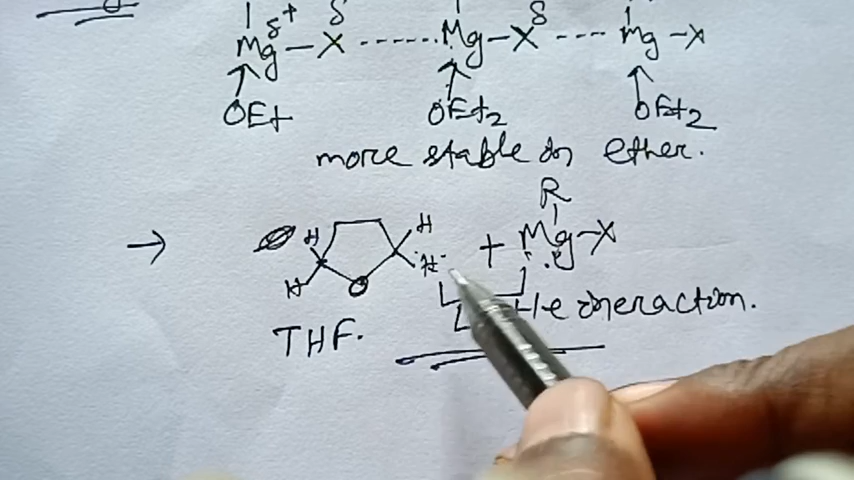 δ+ δ δ
Mg-X ----- Mg-X --- Mg-X
OEt OEt2 OEt2
more stable in ether.
R
H H
→ + Mg-X
H H
O
interaction.
THF.